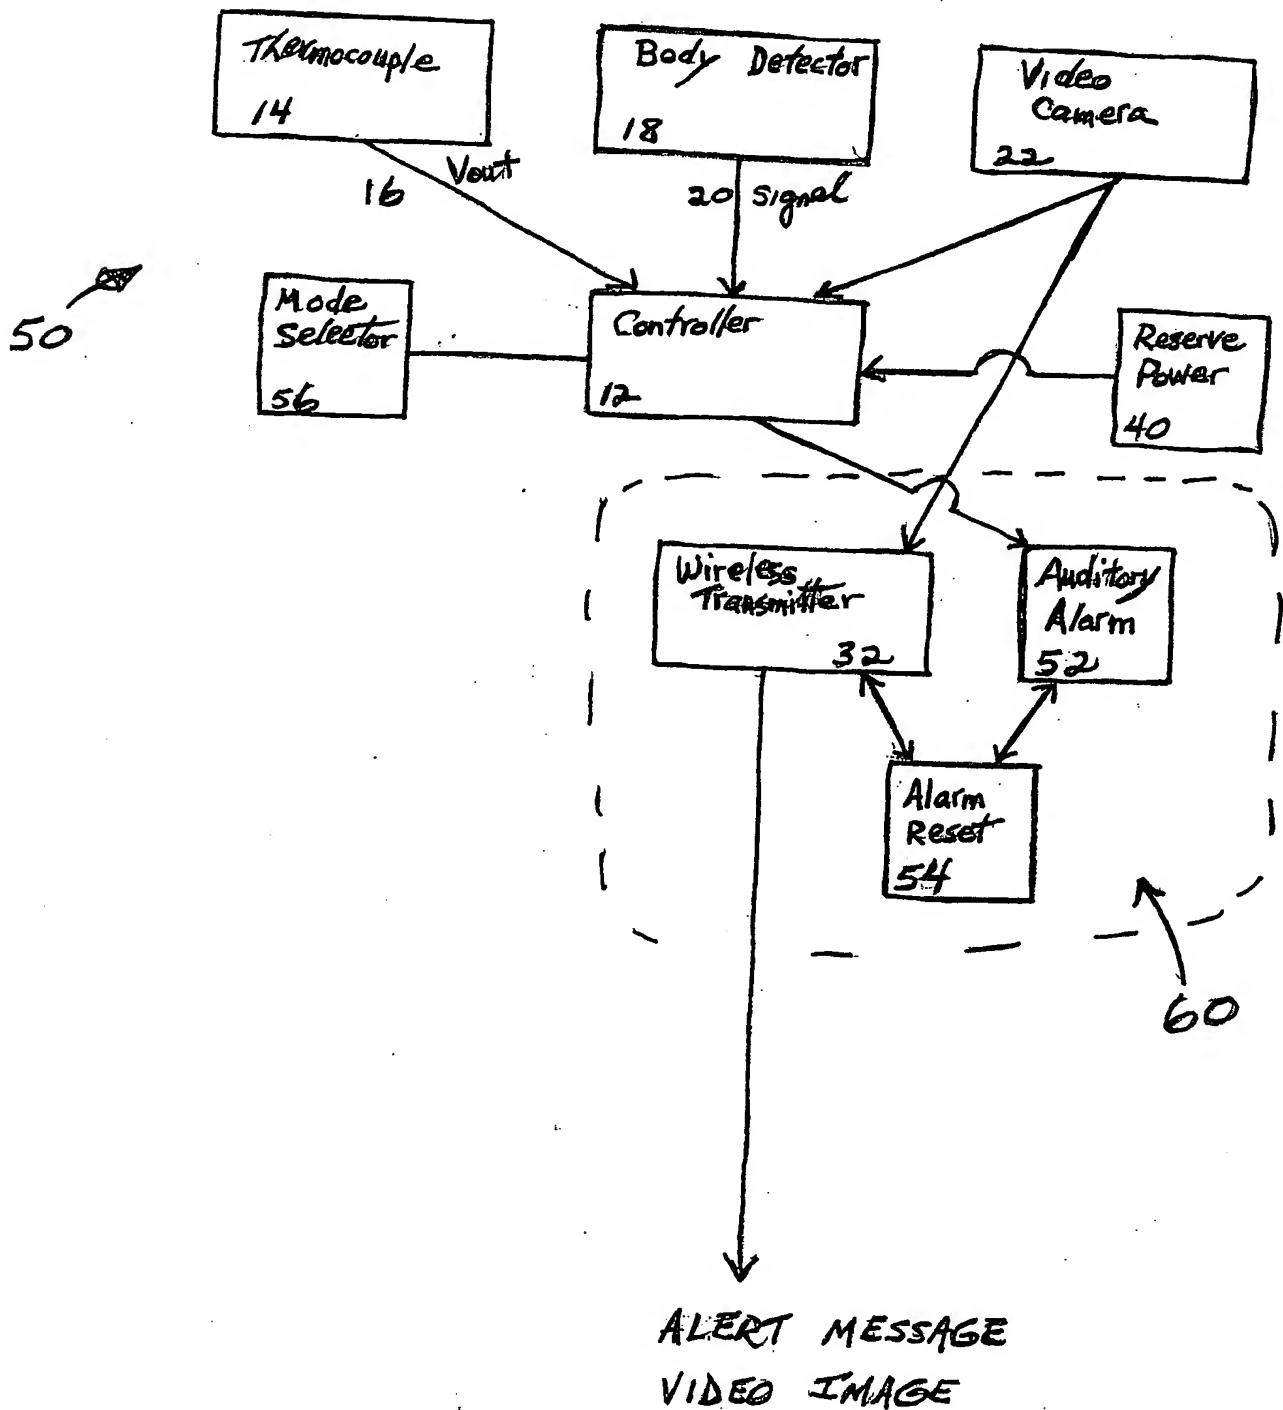 Thermocouple
14
Body Detector
18
Video
Camera
22
16 Vout
20 signal
50
Mode
Selector
56
Controller
12
Reserve
Power
40
Wireless
Transmitter
32
Auditory
Alarm
52
Alarm
Reset
54
60
ALERT MESSAGE
VIDEO IMAGE